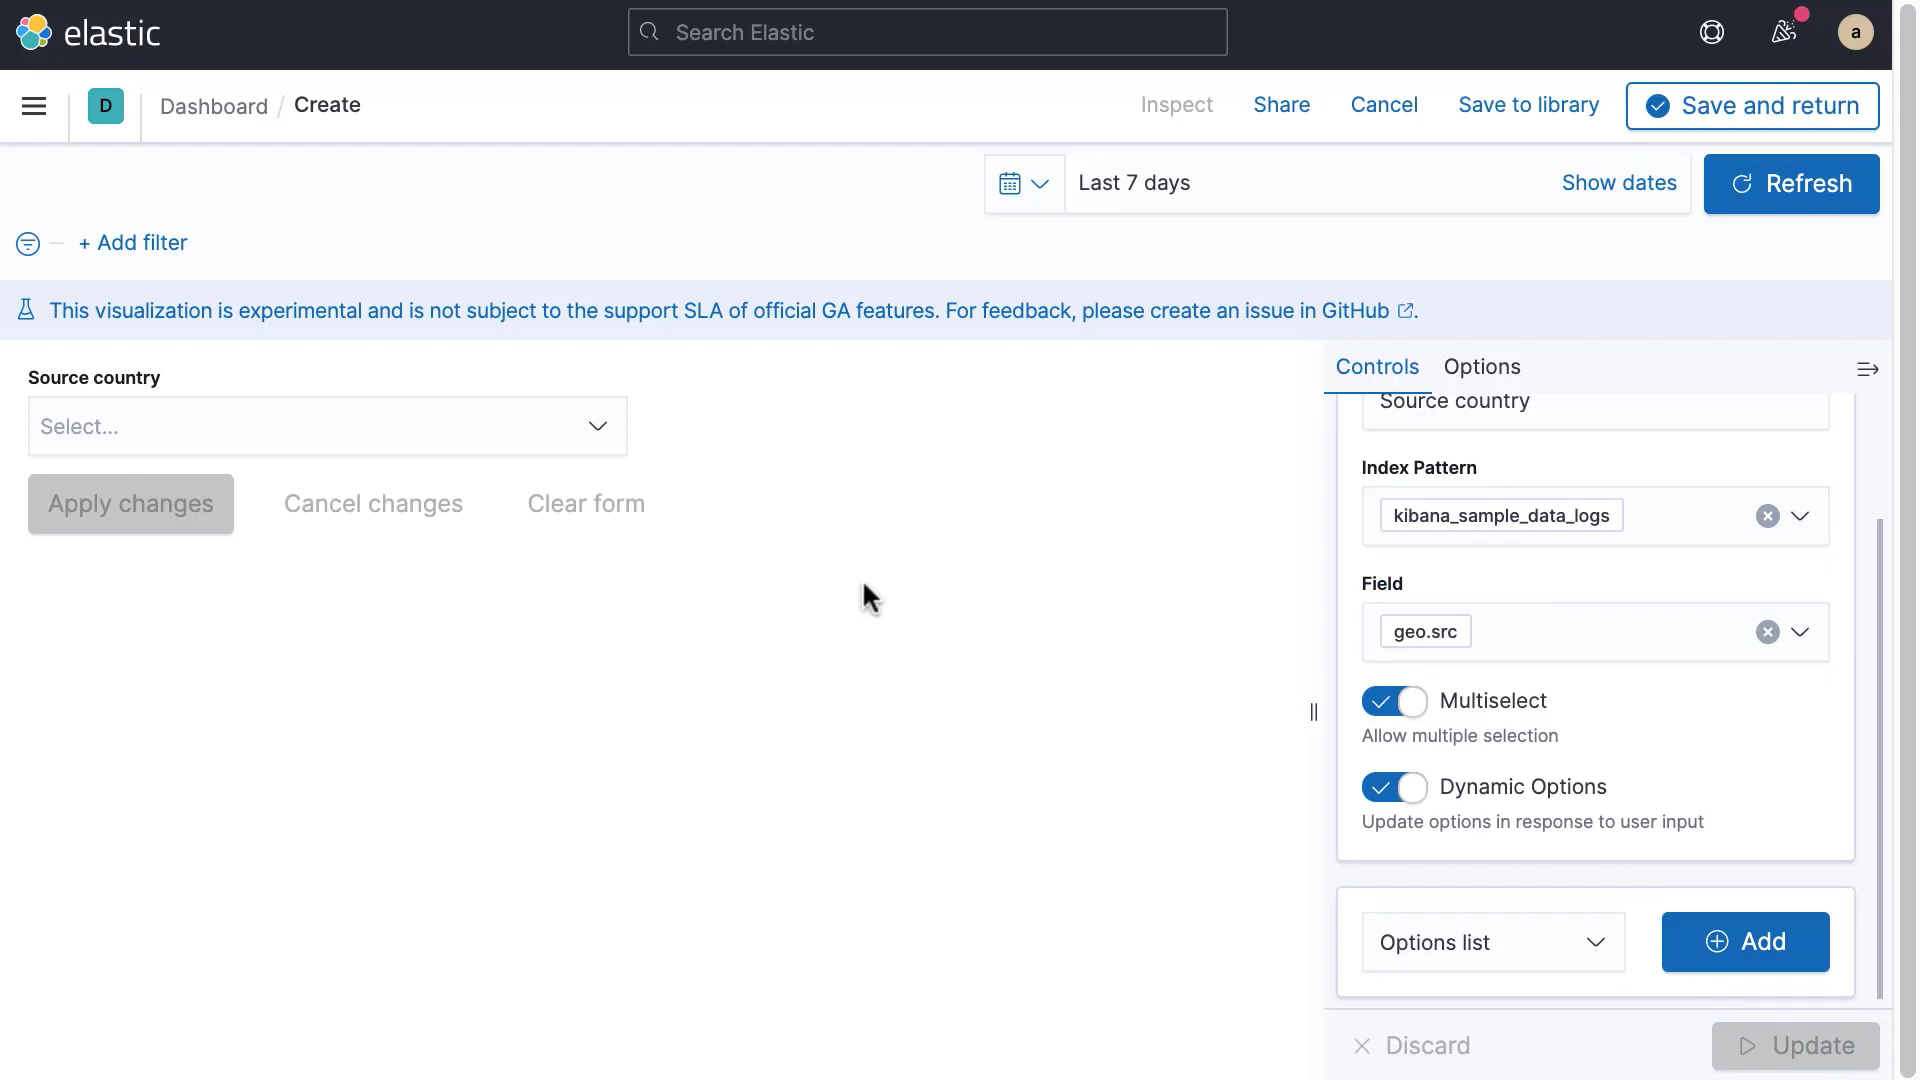 elastic
Search Elastic
a
D
Dashboard / Create
Inspect
Share
Cancel
Save to library
Save and return
Last 7 days
Show dates
Refresh
+ Add filter
This visualization is experimental and is not subject to the support SLA of official GA features. For feedback, please create an issue in GitHub.
Source country
Select...
Apply changes
Cancel changes
Clear form
Controls
Options
Source country
Index Pattern
kibana_sample_data_logs
Field
geo.src
Multiselect
Allow multiple selection
Dynamic Options
Update options in response to user input
Options list
Add
Discard
Update